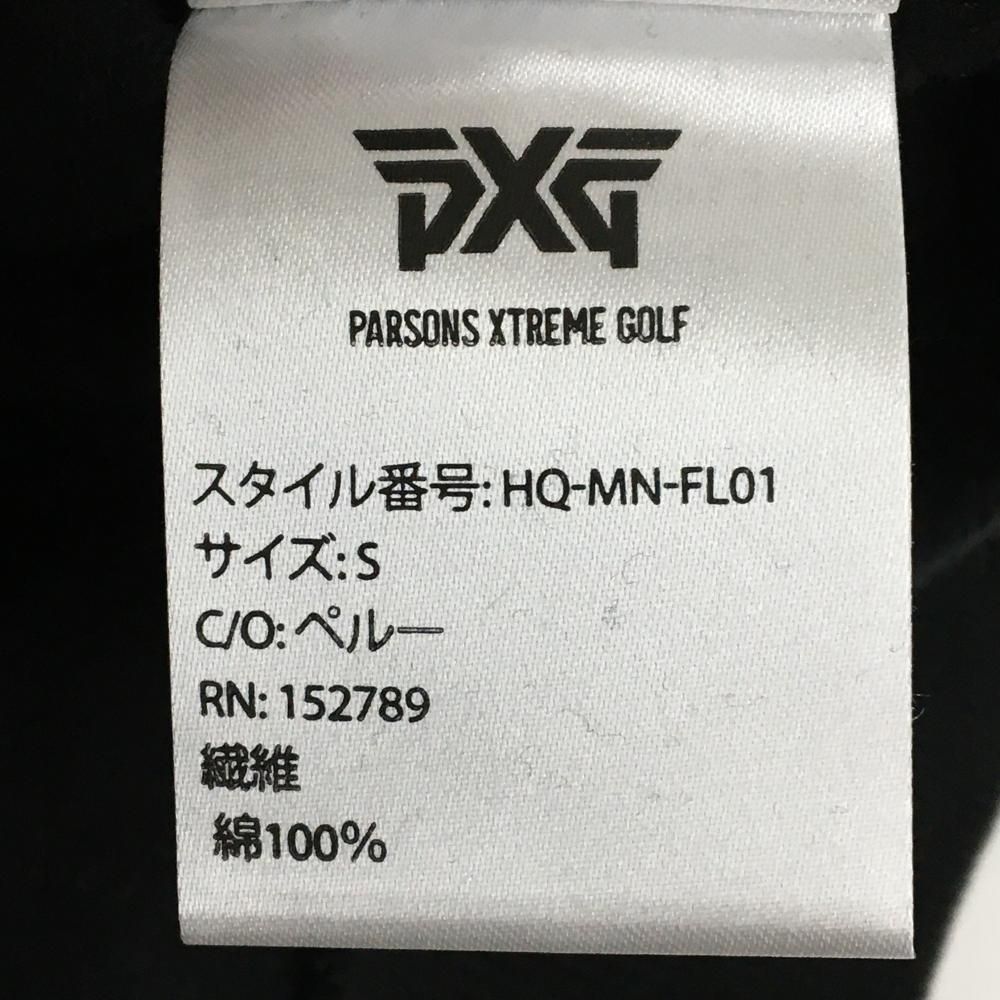 PXG
PARSONS XTREME GOLF
スタイル番号: HQ-MN-FL01
サイズ: S
C/O: ペルー
RN: 152789
繊維
綿100%